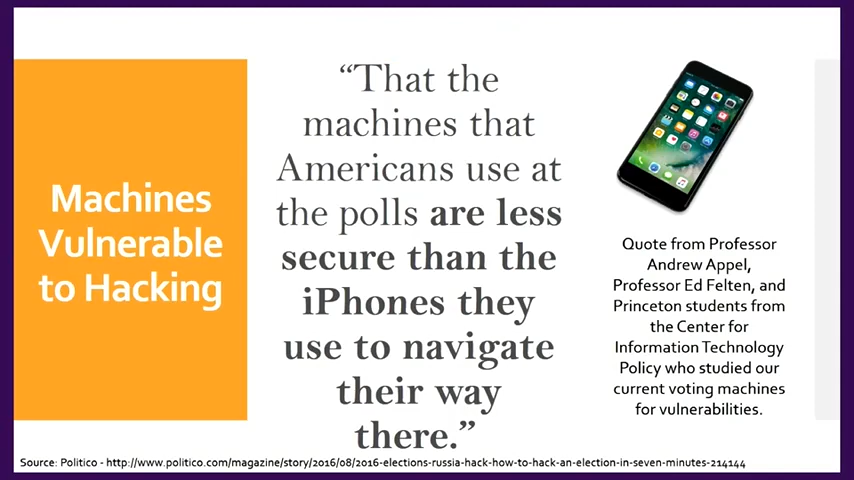 Machines
Vulnerable
to Hacking
“That the
machines that
Americans use at
the polls are less
secure than the
iPhones they
use to navigate
their way
there.”
Quote from Professor
Andrew Appel,
Professor Ed Felten, and
Princeton students from
the Center for
Information Technology
Policy who studied our
current voting machines
for vulnerabilities.
Source: Politico - http://www.politico.com/magazine/story/2016/08/2016-elections-russia-hack-how-to-hack-an-election-in-seven-minutes-214144